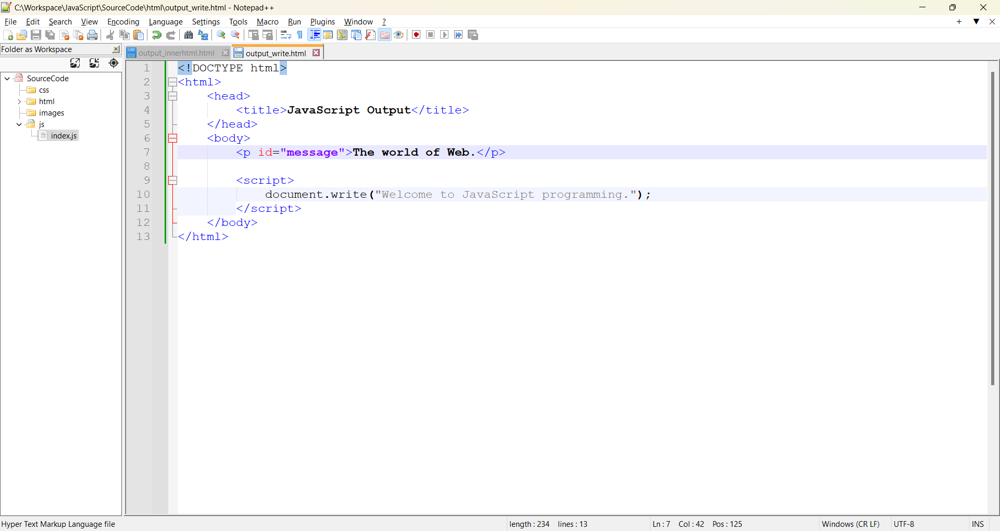 C:\Workspace\JavaScript\SourceCode\html\output_write.html - Notepad++
File Edit Search View Encoding Language Settings Tools Macro Run Plugins Window ?
Folder as Workspace
output_innerhtml.html output_write.html
SourceCode
css
html
images
js
index.js
1 <!DOCTYPE html>
2 <html>
3 <head>
4 <title>JavaScript Output</title>
5 </head>
6 <body>
7 <p id="message">The world of Web.</p>
8
9 <script>
10 document.write("Welcome to JavaScript programming.");
11 </script>
12 </body>
13 </html>
Hyper Text Markup Language file length : 234 lines : 13 Ln : 7 Col : 42 Pos : 125 Windows (CR LF) UTF-8 INS